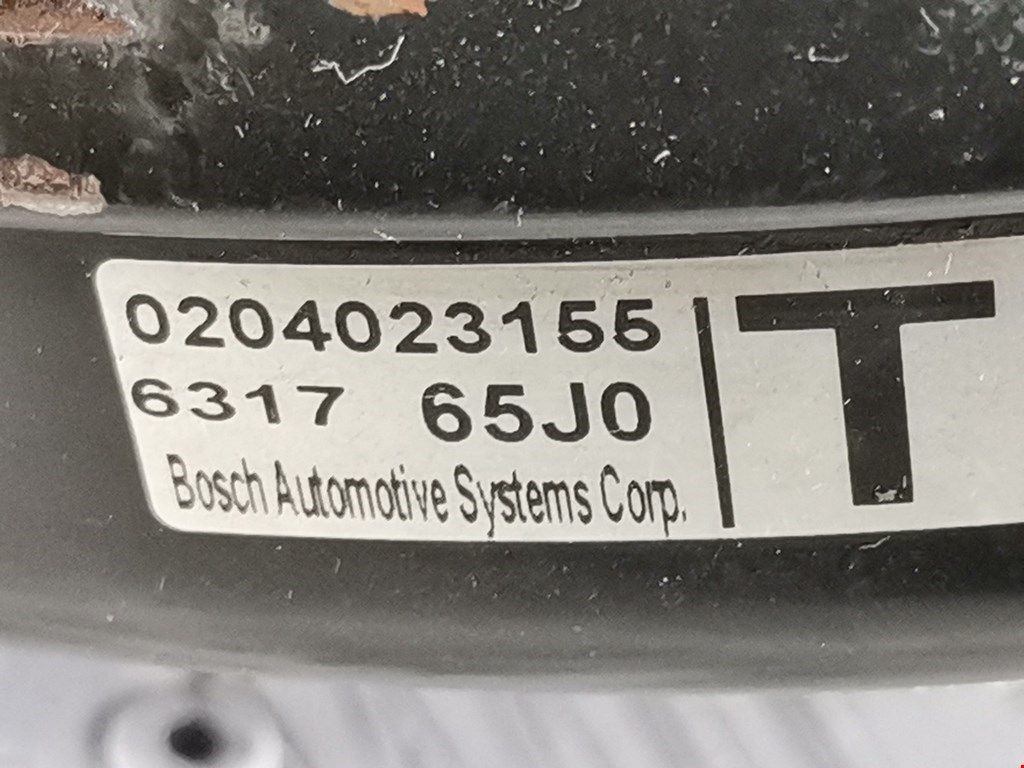 0204023155
6317 65J0
Bosch Automotive Systems Corp.
T